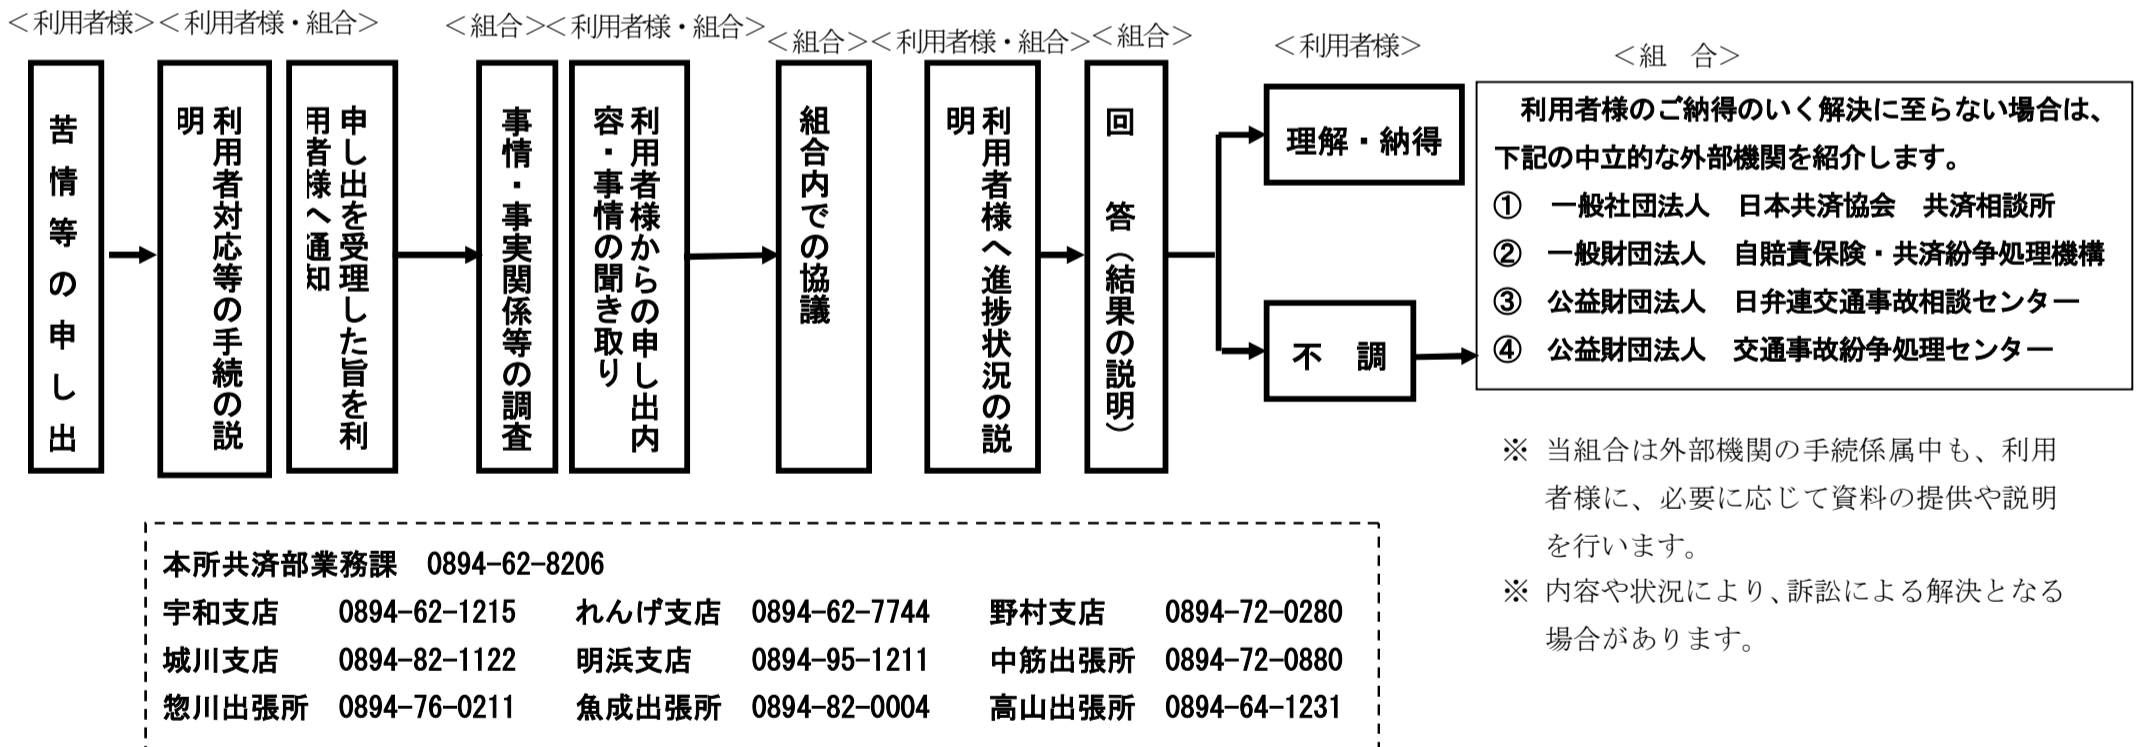 ＜利用者様＞
＜利用者様・組合＞
＜組合＞
＜利用者様・組合＞
＜組合＞
＜利用者様・組合＞
＜組合＞
＜利用者様＞
＜組　合＞
苦情等の申し出
利用者対応等の手続の説
明
申し出を受理した旨を利
用者様へ通知
事情・事実関係等の調査
利用者様からの申し出内
容・事情の聞き取り
組合内での協議
利用者様へ進捗状況の説
明
回　答（結果の説明）
理解・納得
不　調
利用者様のご納得のいく解決に至らない場合は、
下記の中立的な外部機関を紹介します。
①　一般社団法人　日本共済協会　共済相談所
②　一般財団法人　自賠責保険・共済紛争処理機構
③　公益財団法人　日弁連交通事故相談センター
④　公益財団法人　交通事故紛争処理センター
※ 当組合は外部機関の手続係属中も、利用
者様に、必要に応じて資料の提供や説明
を行います。
※ 内容や状況により、訴訟による解決となる
場合があります。
本所共済部業務課　0894-62-8206
宇和支店　0894-62-1215　れんげ支店　0894-62-7744　野村支店　0894-72-0280
城川支店　0894-82-1122　明浜支店　0894-95-1211　中筋出張所　0894-72-0880
惣川出張所　0894-76-0211　魚成出張所　0894-82-0004　高山出張所　0894-64-1231